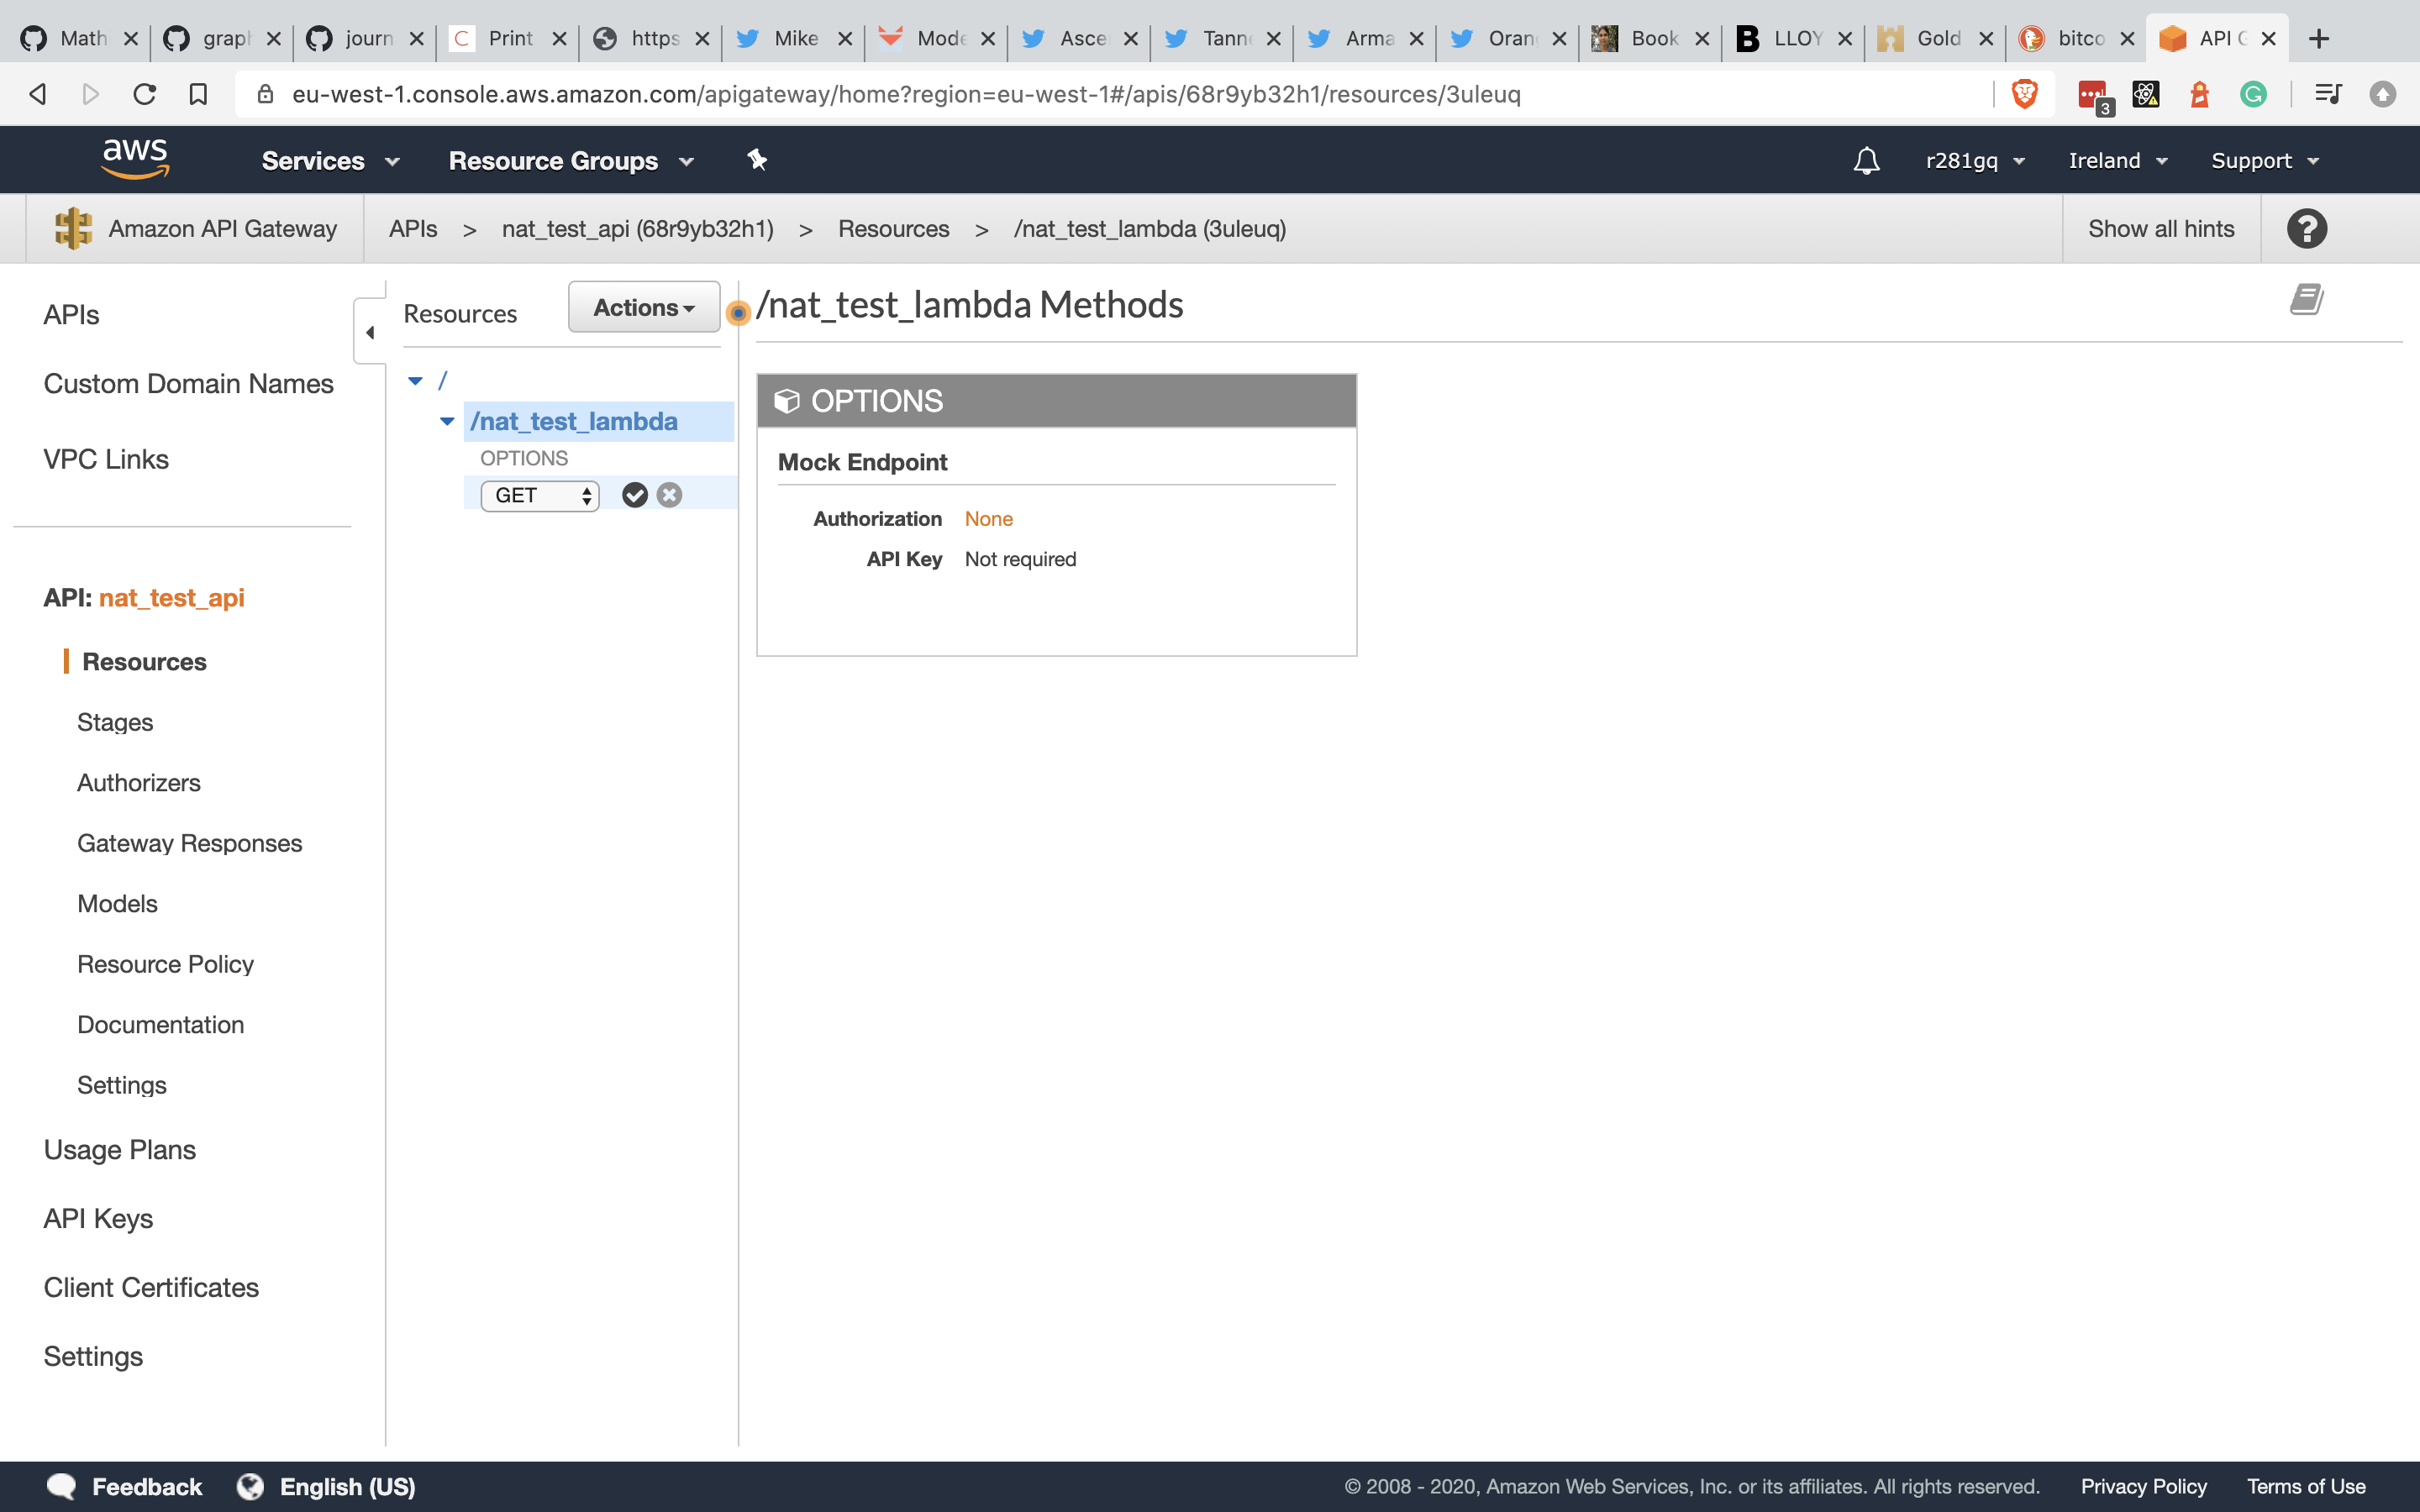 Math grap journ Print https Mike Mode Asce Tann Arma Oran Book LLOY Gold bitco API G
eu-west-1.console.aws.amazon.com/apigateway/home?region=eu-west-1#/apis/68r9yb32h1/resources/3uleuq
3
aws Services Resource Groups r281gq Ireland Support
Amazon API Gateway APIs > nat_test_api (68r9yb32h1) > Resources > /nat_test_lambda (3uleuq) Show all hints ?
APIs
Custom Domain Names
VPC Links
API: nat_test_api
Resources
Stages
Authorizers
Gateway Responses
Models
Resource Policy
Documentation
Settings
Usage Plans
API Keys
Client Certificates
Settings
Resources Actions
/
/nat_test_lambda
OPTIONS
GET
/nat_test_lambda Methods
OPTIONS
Mock Endpoint
Authorization None
API Key Not required
Feedback English (US) © 2008 - 2020, Amazon Web Services, Inc. or its affiliates. All rights reserved. Privacy Policy Terms of Use